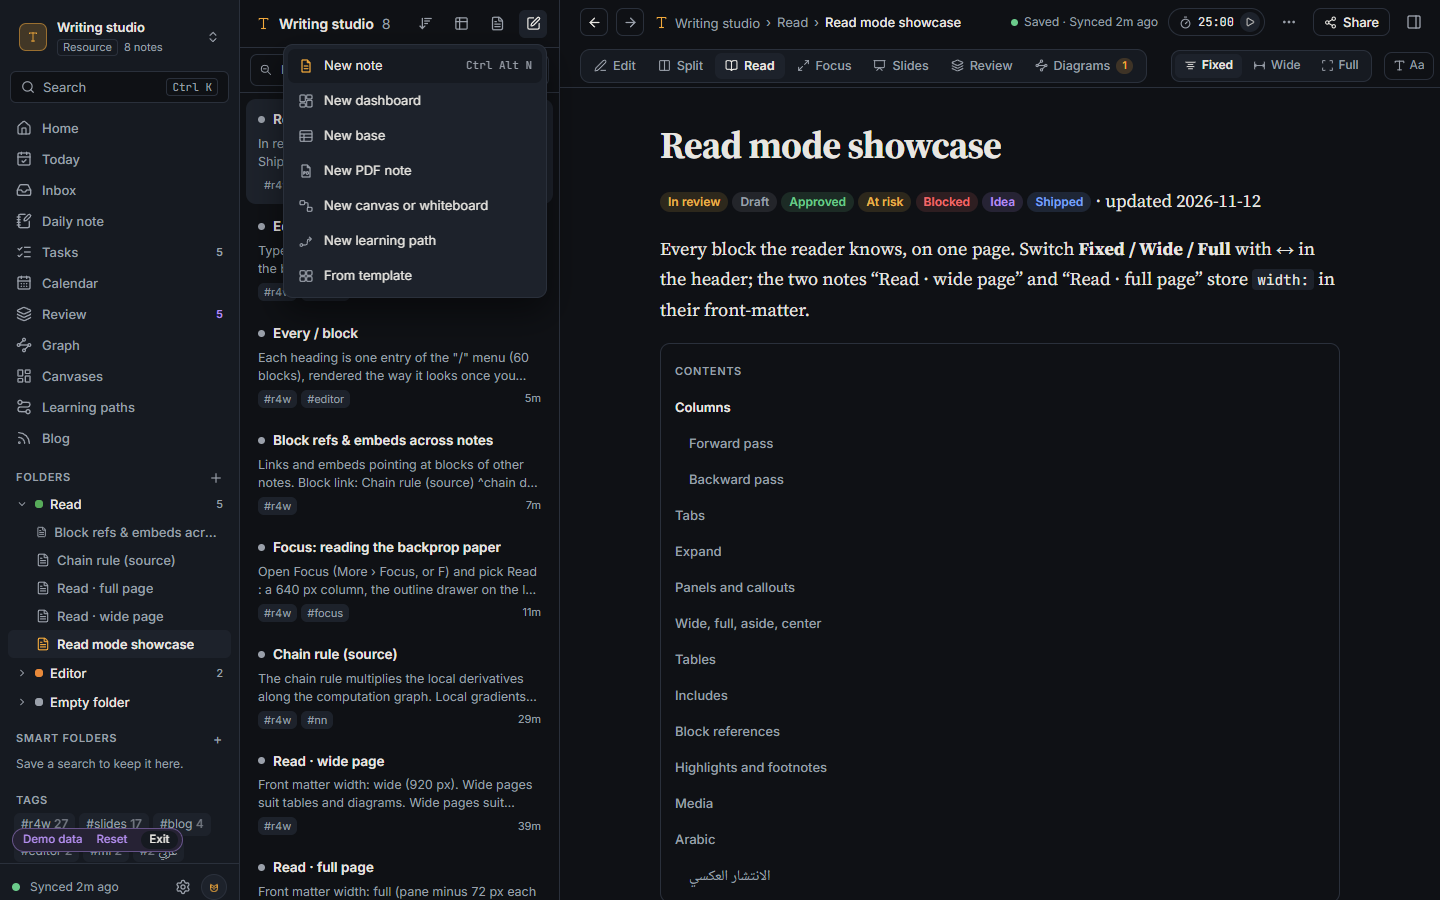 Writing studio
Resource 8 notes
Search Ctrl K
Home
Today
Inbox
Daily note
Tasks 5
Calendar
Review 5
Graph
Canvases
Learning paths
Blog
FOLDERS
Read 5
Block refs & embeds acr...
Chain rule (source)
Read · full page
Read · wide page
Read mode showcase
Editor 2
Empty folder
SMART FOLDERS
Save a search to keep it here.
TAGS
#r4w 27 #slides 17 #blog 4
Demo data Reset Exit
Synced 2m ago
Writing studio 8
New note Ctrl Alt N
New dashboard
New base
New PDF note
New canvas or whiteboard
New learning path
From template
In re
Ship
#r4
Type
the b
#r4
Every / block
Each heading is one entry of the "/" menu (60
blocks), rendered the way it looks once you...
#r4w #editor 5m
Block refs & embeds across notes
Links and embeds pointing at blocks of other
notes. Block link: Chain rule (source) ^chain d...
#r4w 7m
Focus: reading the backprop paper
Open Focus (More › Focus, or F) and pick Read
: a 640 px column, the outline drawer on the l...
#r4w #focus 11m
Chain rule (source)
The chain rule multiplies the local derivatives
along the computation graph. Local gradients...
#r4w #nn 29m
Read · wide page
Front matter width: wide (920 px). Wide pages
suit tables and diagrams. Wide pages suit...
#r4w 39m
Read · full page
Front matter width: full (pane minus 72 px each
Writing studio › Read › Read mode showcase
Saved · Synced 2m ago 25:00 Share
Edit Split Read Focus Slides Review Diagrams 1 Fixed Wide Full Aa
Read mode showcase
In review Draft Approved At risk Blocked Idea Shipped · updated 2026-11-12
Every block the reader knows, on one page. Switch Fixed / Wide / Full with ↔ in
the header; the two notes “Read · wide page” and “Read · full page” store width: in
their front-matter.
CONTENTS
Columns
Forward pass
Backward pass
Tabs
Expand
Panels and callouts
Wide, full, aside, center
Tables
Includes
Block references
Highlights and footnotes
Media
Arabic
الانتشار العكسي